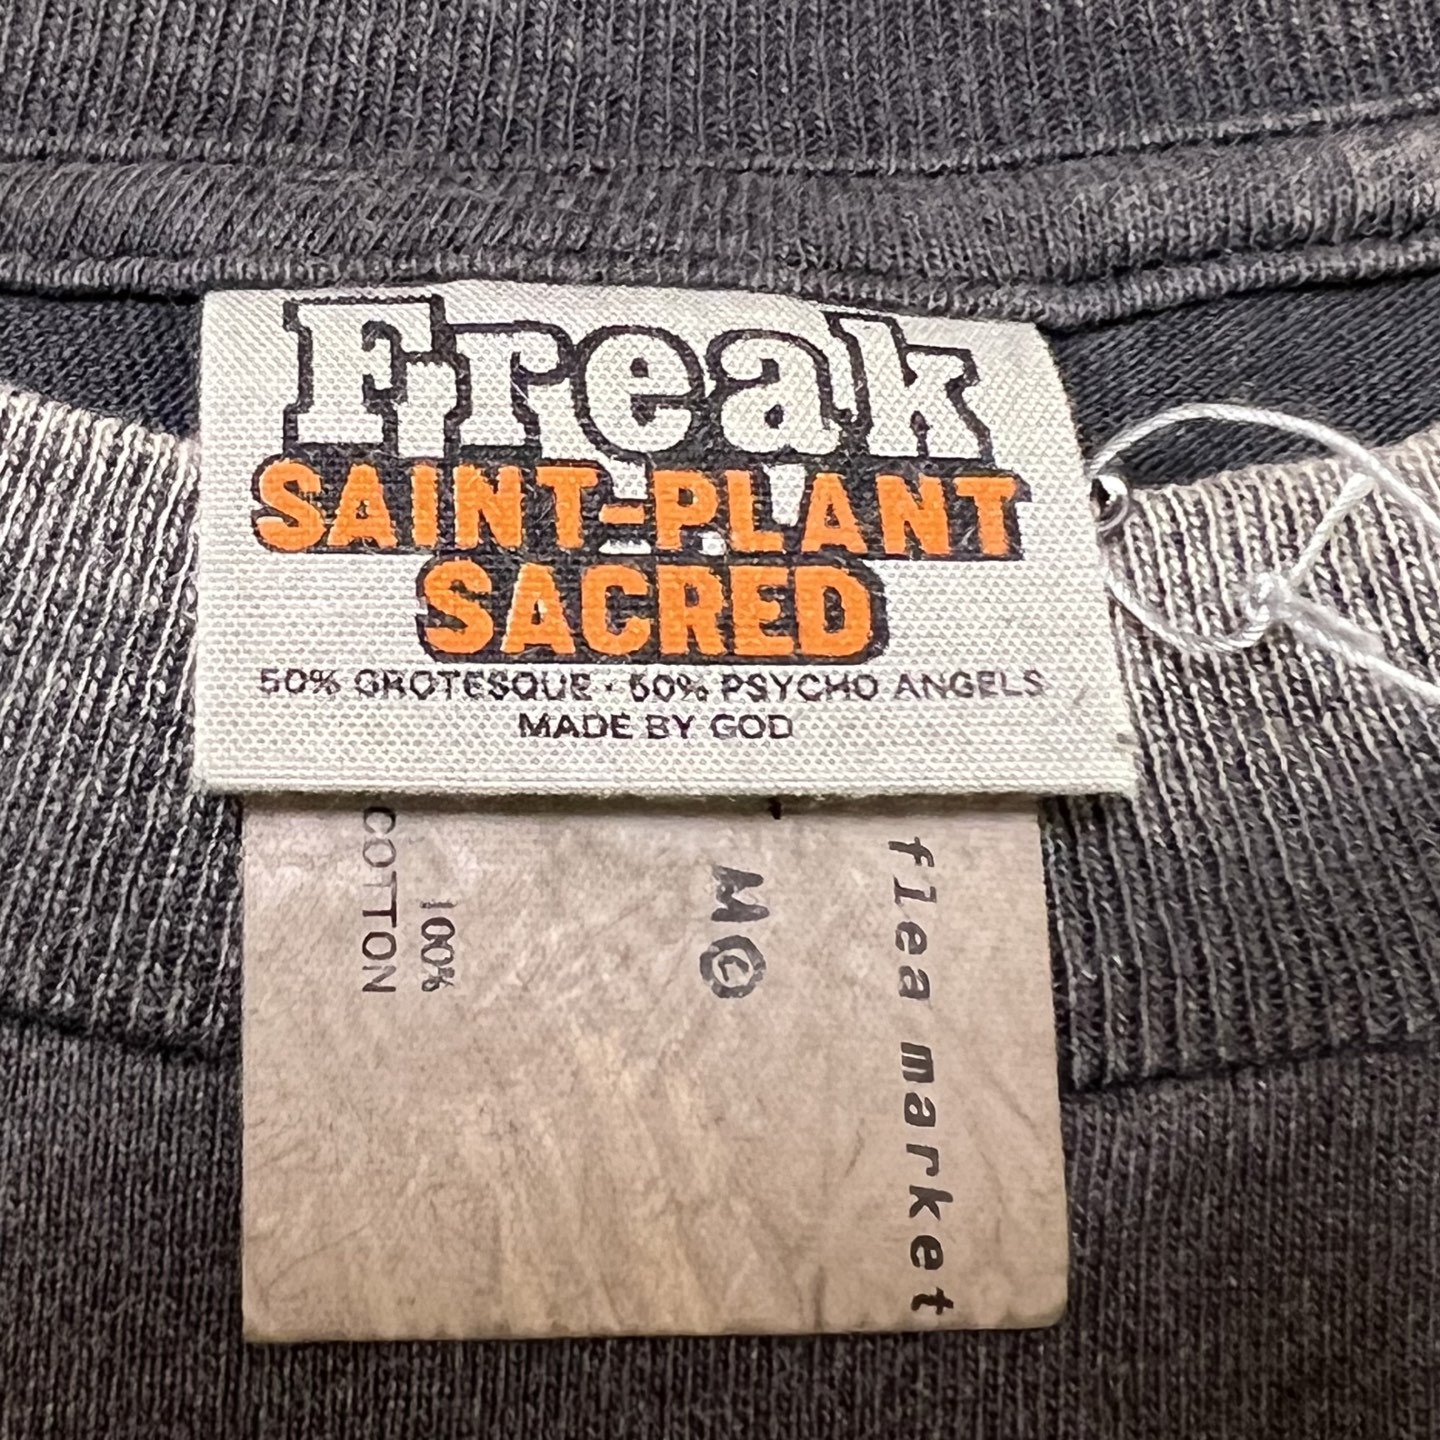 Freak
SAINT-PLANT
SACRED
50% GROTESQUE · 50% PSYCHO ANGELS
MADE BY GOD
flea market
M©
100%
COTTON